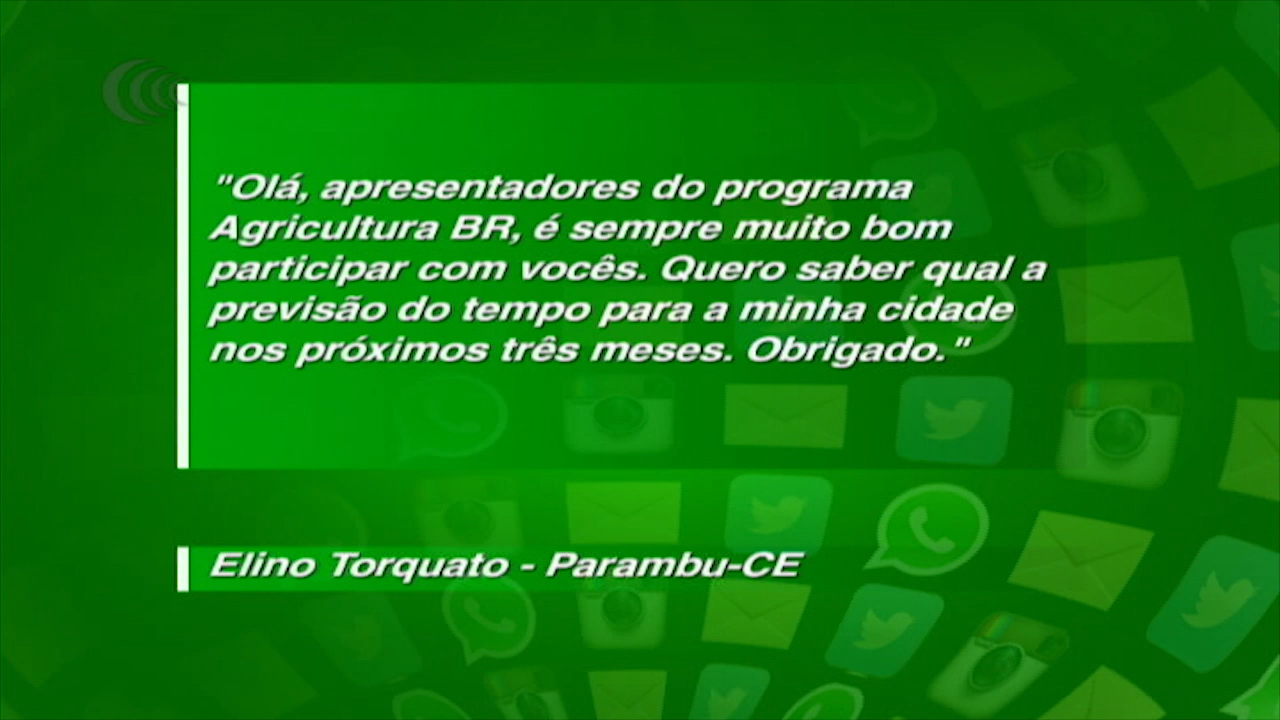 "Olá, apresentadores do programa
Agricultura BR, é sempre muito bom
participar com vocês. Quero saber qual a
previsão do tempo para a minha cidade
nos próximos três meses. Obrigado."
Elino Torquato - Parambu-CE